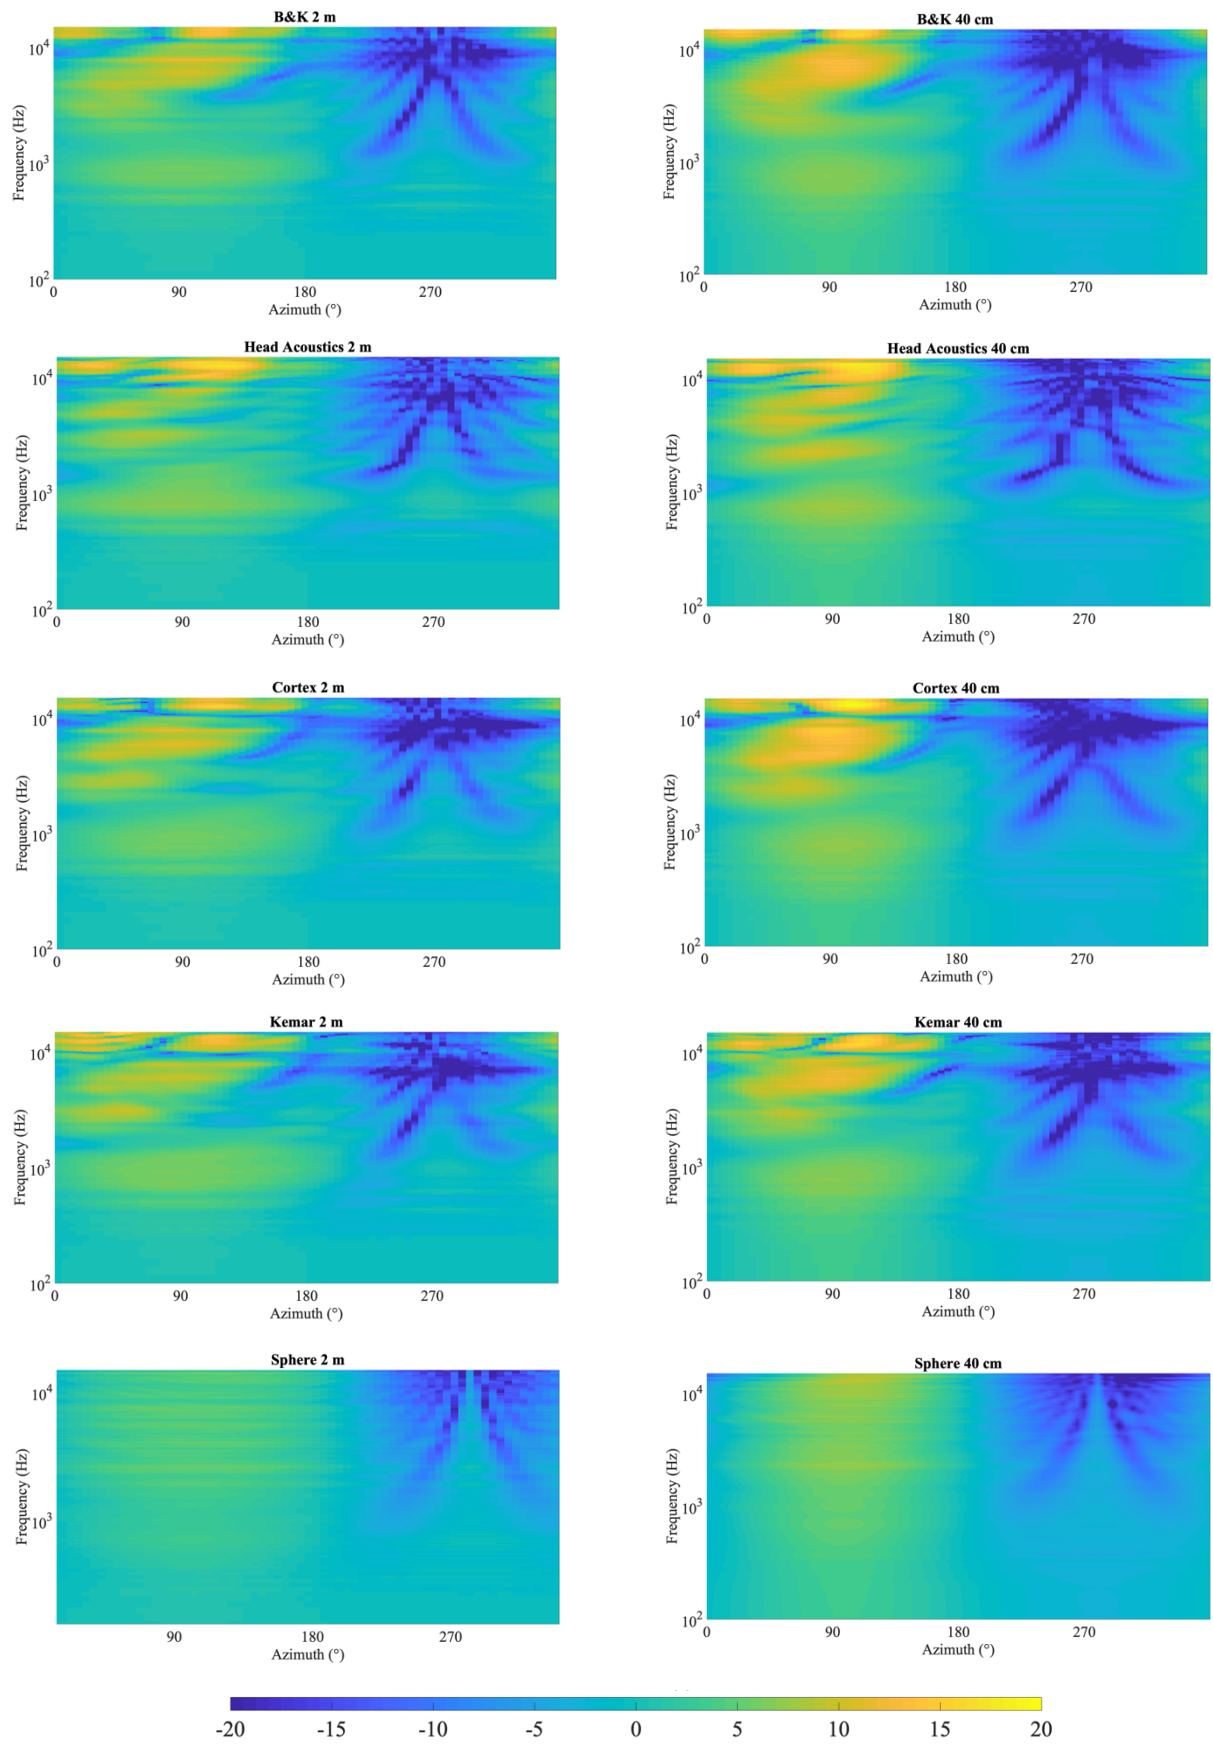 B&K 2 m
Frequency (Hz)
10^4
10^3
10^2
0 90 180 270
Azimuth (°)
B&K 40 cm
Frequency (Hz)
10^4
10^3
10^2
0 90 180 270
Azimuth (°)
Head Acoustics 2 m
Frequency (Hz)
10^4
10^3
10^2
0 90 180 270
Azimuth (°)
Head Acoustics 40 cm
Frequency (Hz)
10^4
10^3
10^2
0 90 180 270
Azimuth (°)
Cortex 2 m
Frequency (Hz)
10^4
10^3
10^2
0 90 180 270
Azimuth (°)
Cortex 40 cm
Frequency (Hz)
10^4
10^3
10^2
0 90 180 270
Azimuth (°)
Kemar 2 m
Frequency (Hz)
10^4
10^3
10^2
0 90 180 270
Azimuth (°)
Kemar 40 cm
Frequency (Hz)
10^4
10^3
10^2
0 90 180 270
Azimuth (°)
Sphere 2 m
Frequency (Hz)
10^4
10^3
90 180 270
Azimuth (°)
Sphere 40 cm
Frequency (Hz)
10^4
10^3
10^2
0 90 180 270
Azimuth (°)
-20 -15 -10 -5 0 5 10 15 20